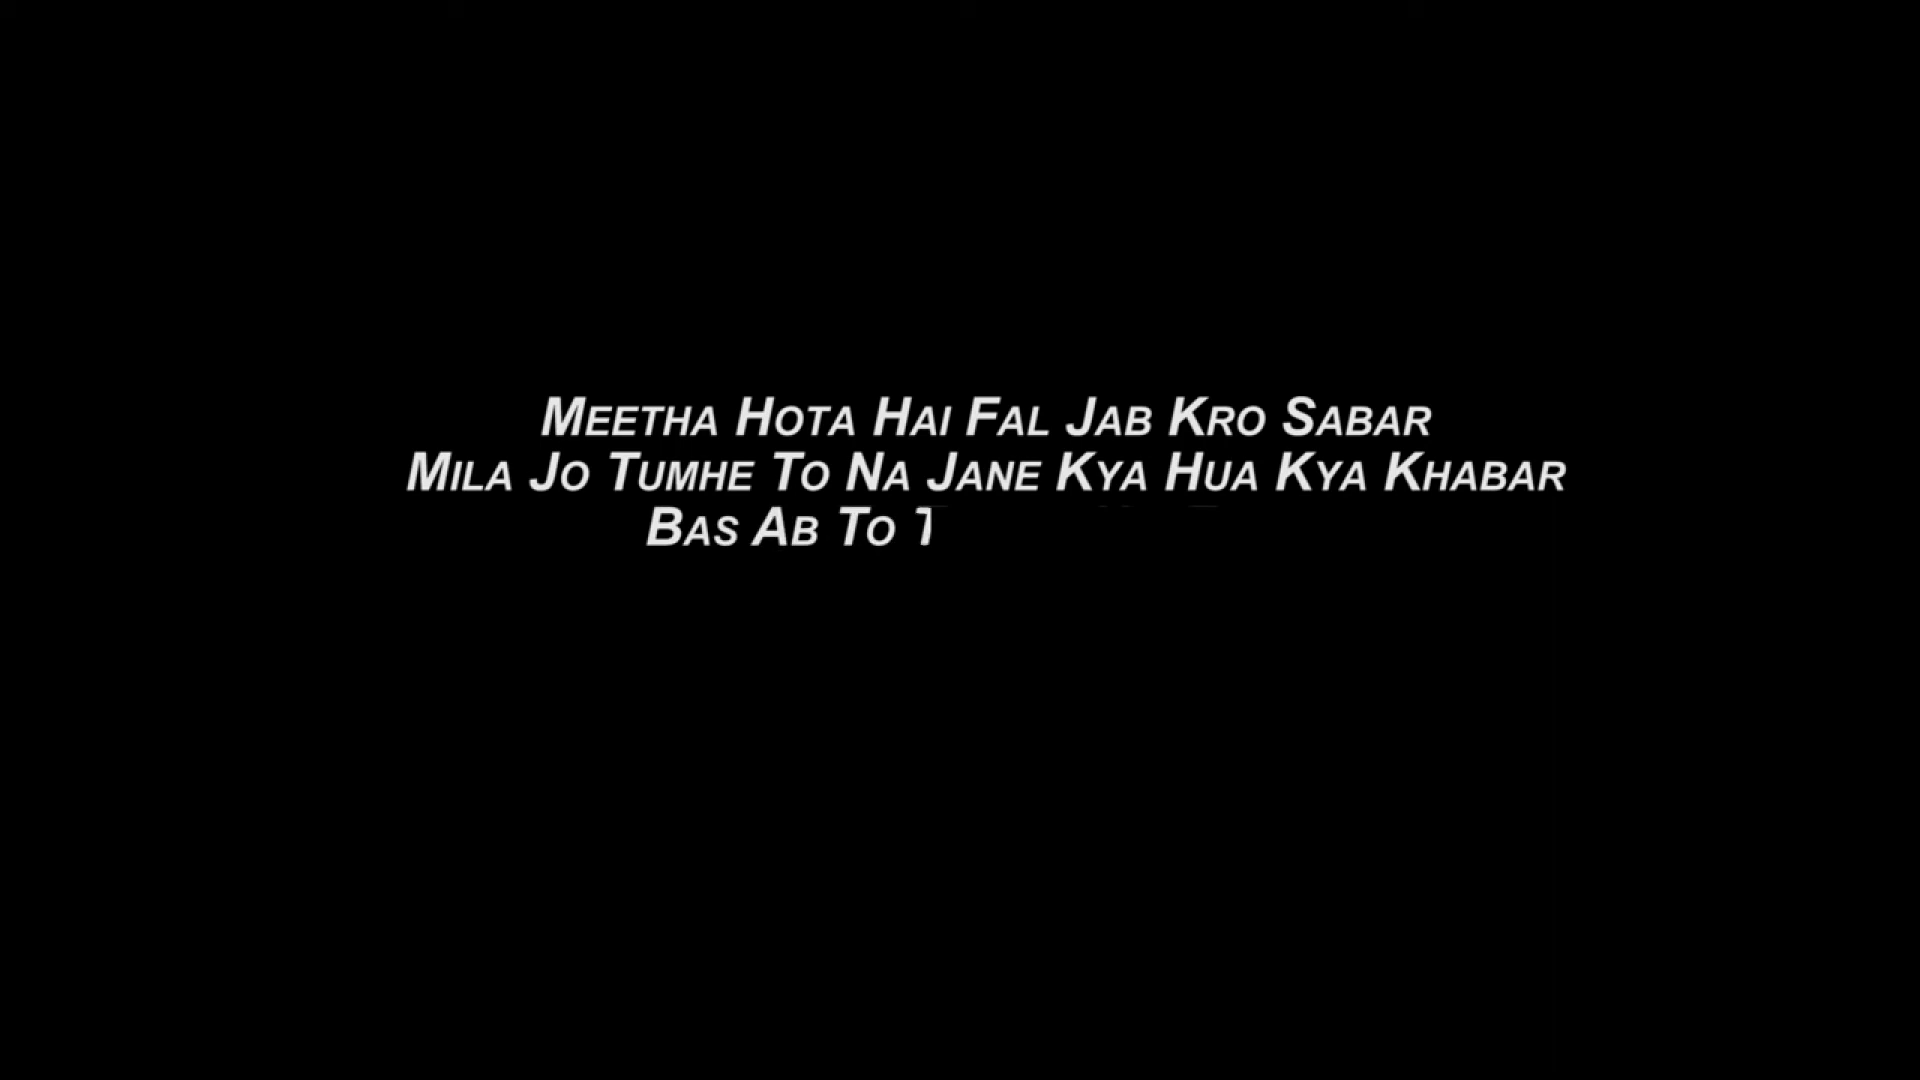 Meetha Hota Hai Fal Jab Kro Sabar
Mila Jo Tumhe To Na Jane Kya Hua Kya Khabar
Bas Ab To T